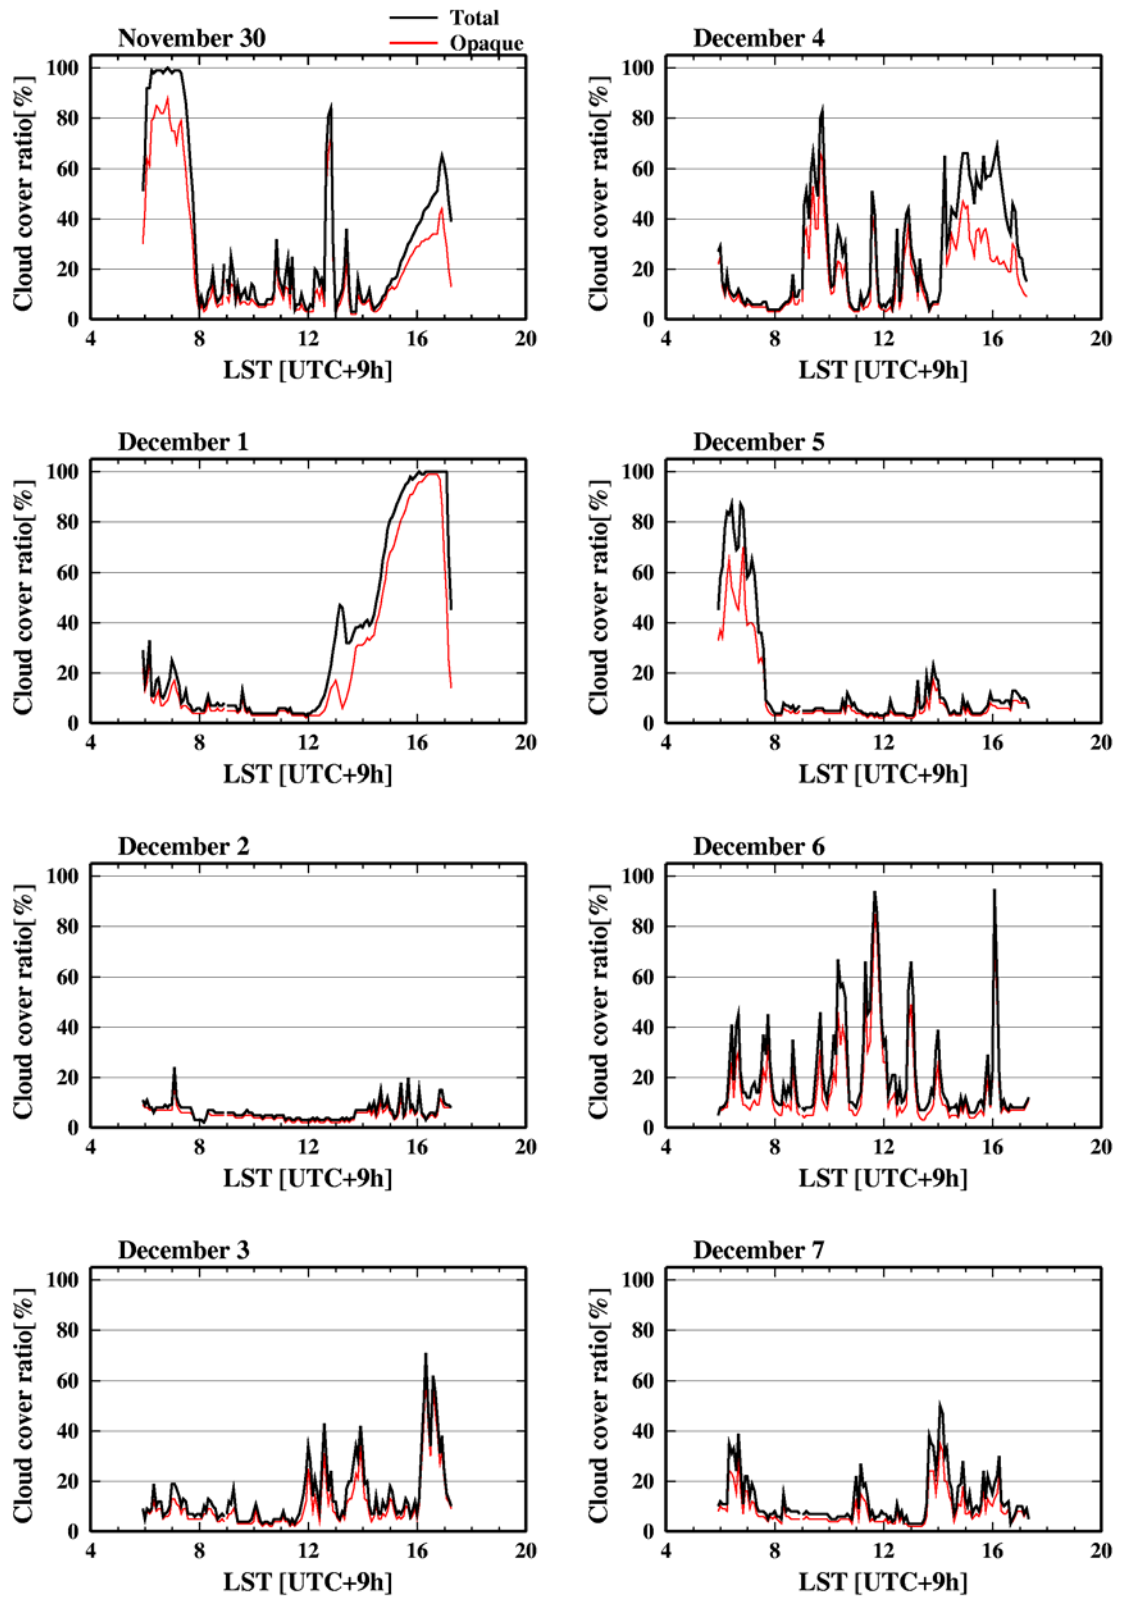 Total
Opaque
November 30
Cloud cover ratio[%]
100
80
60
40
20
0
4 8 12 16 20
LST [UTC+9h]
December 4
Cloud cover ratio[%]
100
80
60
40
20
0
4 8 12 16 20
LST [UTC+9h]
December 1
Cloud cover ratio[%]
100
80
60
40
20
0
4 8 12 16 20
LST [UTC+9h]
December 5
Cloud cover ratio[%]
100
80
60
40
20
0
4 8 12 16 20
LST [UTC+9h]
December 2
Cloud cover ratio[%]
100
80
60
40
20
0
4 8 12 16 20
LST [UTC+9h]
December 6
Cloud cover ratio[%]
100
80
60
40
20
0
4 8 12 16 20
LST [UTC+9h]
December 3
Cloud cover ratio[%]
100
80
60
40
20
0
4 8 12 16 20
LST [UTC+9h]
December 7
Cloud cover ratio[%]
100
80
60
40
20
0
4 8 12 16 20
LST [UTC+9h]